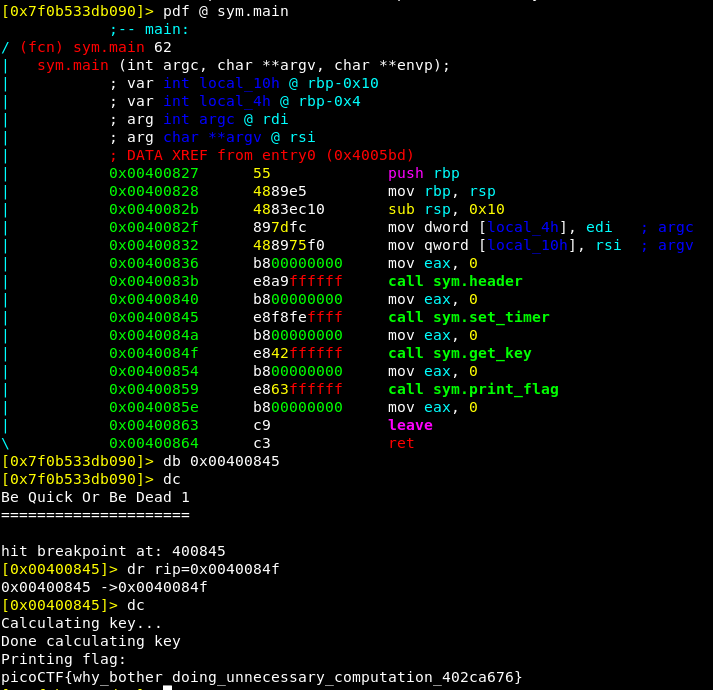 [0x7f0b533db090]> pdf @ sym.main
;-- main:
/ (fcn) sym.main 62
| sym.main (int argc, char **argv, char **envp);
| ; var int local_10h @ rbp-0x10
| ; var int local_4h @ rbp-0x4
| ; arg int argc @ rdi
| ; arg char **argv @ rsi
| ; DATA XREF from entry0 (0x4005bd)
| 0x00400827 55 push rbp
| 0x00400828 4889e5 mov rbp, rsp
| 0x0040082b 4883ec10 sub rsp, 0x10
| 0x0040082f 897dfc mov dword [local_4h], edi ; argc
| 0x00400832 488975f0 mov qword [local_10h], rsi ; argv
| 0x00400836 b800000000 mov eax, 0
| 0x0040083b e8a9ffffff call sym.header
| 0x00400840 b800000000 mov eax, 0
| 0x00400845 e8f8feffff call sym.set_timer
| 0x0040084a b800000000 mov eax, 0
| 0x0040084f e842ffffff call sym.get_key
| 0x00400854 b800000000 mov eax, 0
| 0x00400859 e863ffffff call sym.print_flag
| 0x0040085e b800000000 mov eax, 0
| 0x00400863 c9 leave
\ 0x00400864 c3 ret
[0x7f0b533db090]> db 0x00400845
[0x7f0b533db090]> dc
Be Quick Or Be Dead 1
=====================
hit breakpoint at: 400845
[0x00400845]> dr rip=0x0040084f
0x00400845 ->0x0040084f
[0x00400845]> dc
Calculating key...
Done calculating key
Printing flag:
picoCTF{why_bother_doing_unnecessary_computation_402ca676}